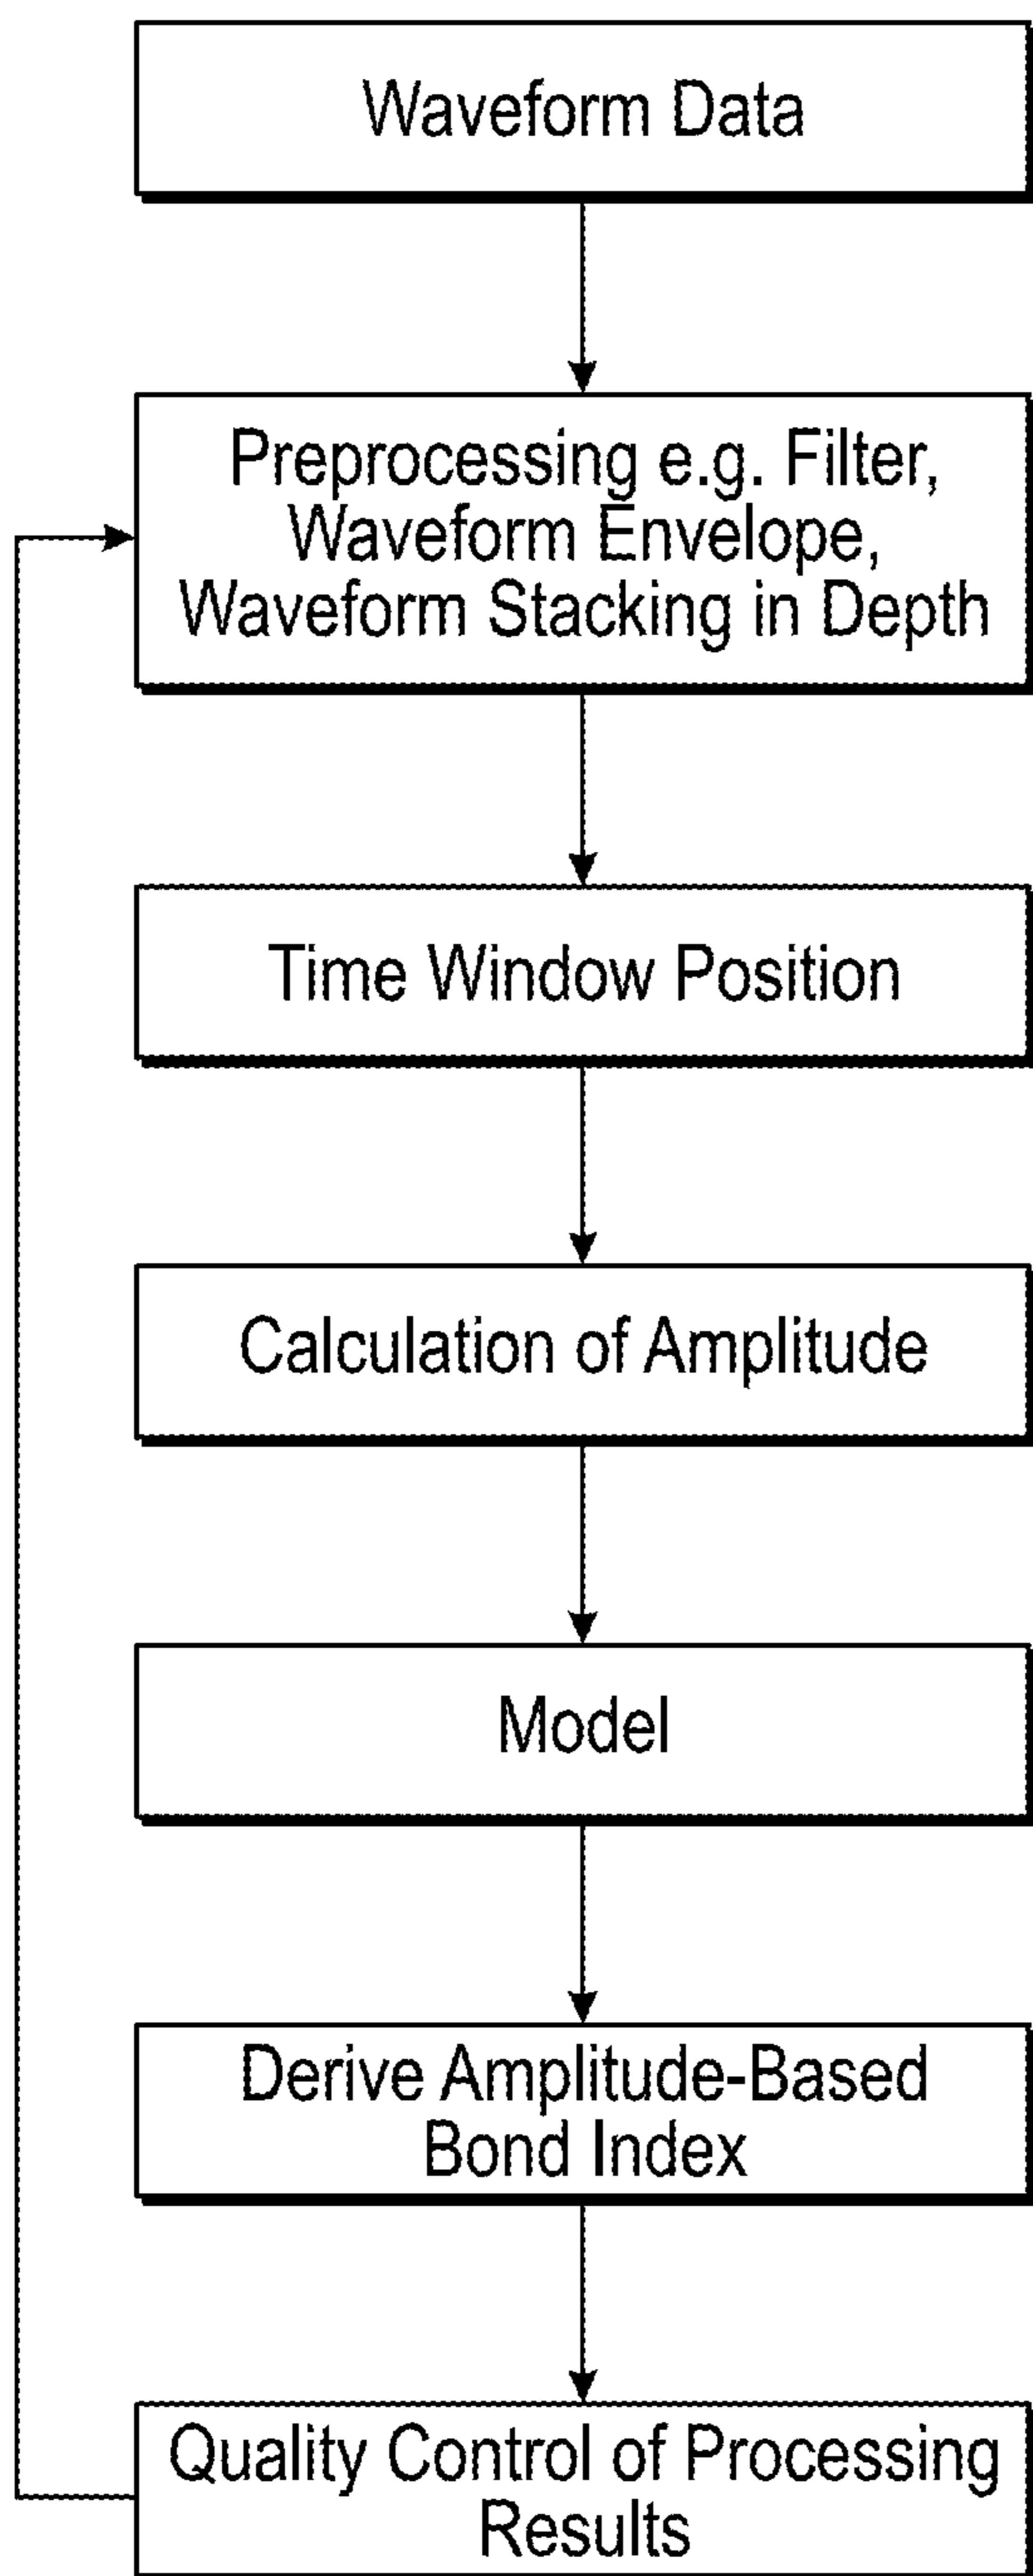 Waveform Data
Preprocessing e.g. Filter,
Waveform Envelope,
Waveform Stacking in Depth
Time Window Position
Calculation of Amplitude
Model
Derive Amplitude-Based
Bond Index
Quality Control of Processing
Results